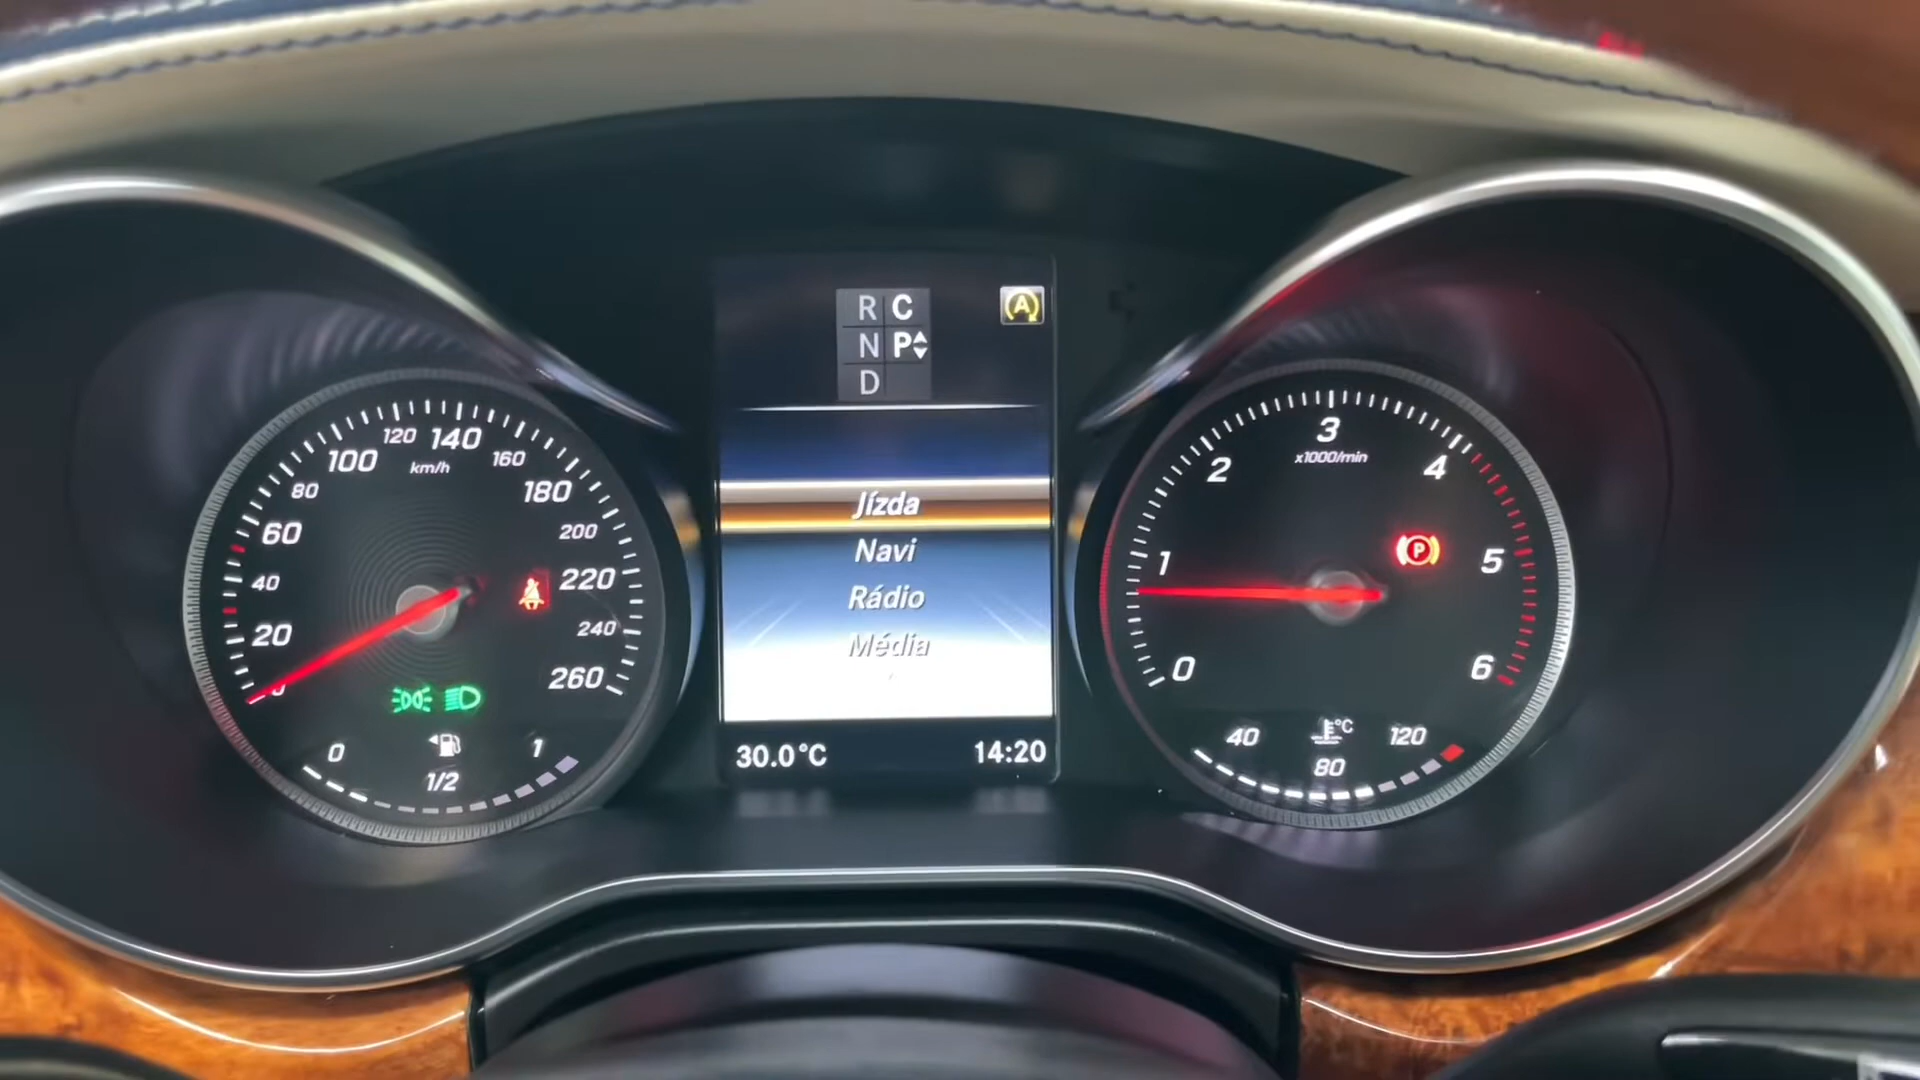 R C
N P
D
A
0
20
40
60
80
100
120
140
160
180
200
220
240
260
km/h
0 1/2 1
Jízda
Navi
Rádio
Média
30.0°C 14:20
0
1
2
3
4
5
6
x1000/min
P
40 °C 120
80